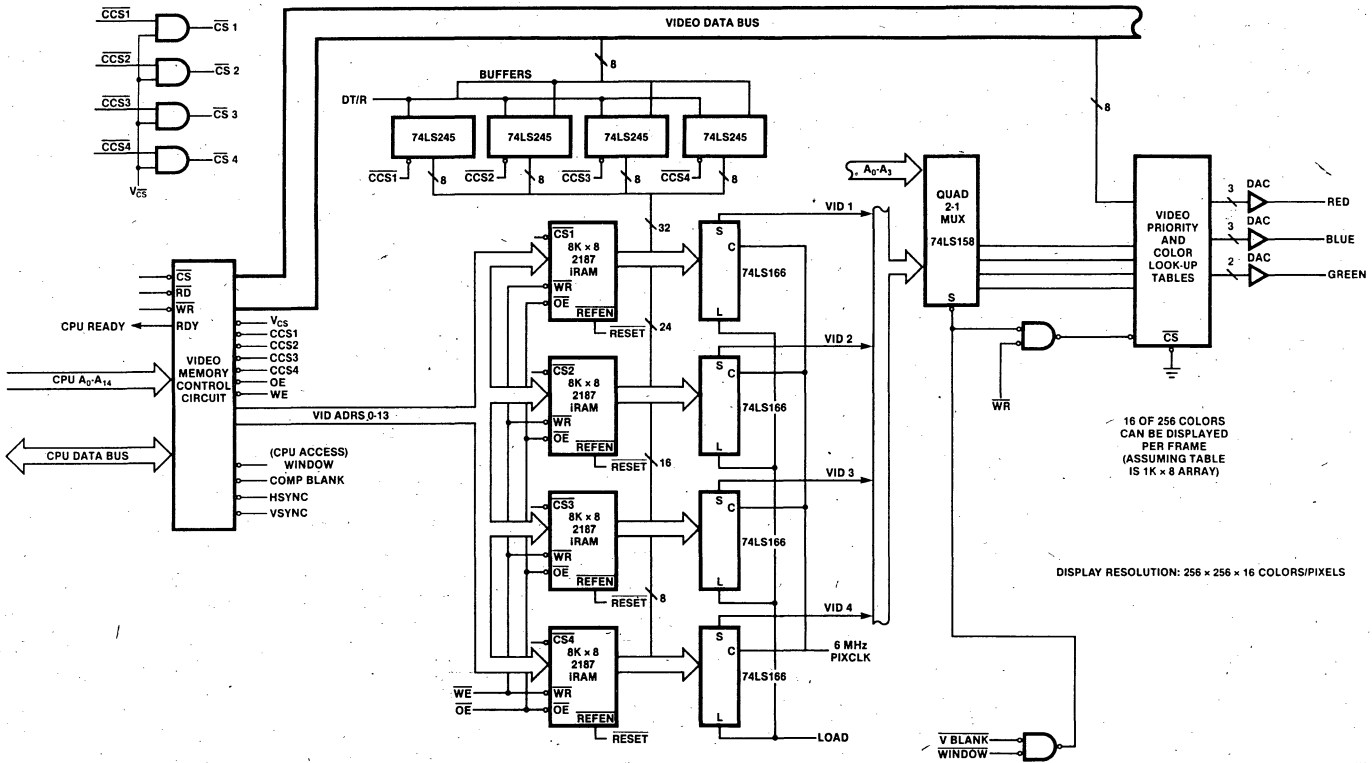 CCS1
CS 1
CCS2
CS 2
CCS3
CS 3
CCS4
CS 4
VCS
VIDEO DATA BUS
8
BUFFERS
DT/R
74LS245
74LS245
74LS245
74LS245
CCS1
8
CCS2
8
CCS3
8
CCS4
8
32
8
CS
RD
WR
CPU READY
RDY
VIDEO
MEMORY
CONTROL
CIRCUIT
CPU A0-A14
CPU DATA BUS
VCS
CCS1
CCS2
CCS3
CCS4
OE
WE
VID ADRS 0-13
(CPU ACCESS)
WINDOW
COMP BLANK
HSYNC
VSYNC
CS1
8K × 8
2187
iRAM
WR
OE
REFEN
RESET
24
CS2
8K × 8
2187
iRAM
WR
OE
REFEN
RESET
16
CS3
8K × 8
2187
iRAM
WR
OE
REFEN
RESET
8
CS4
8K × 8
2187
iRAM
WE
WR
OE
OE
REFEN
RESET
VID 1
S
C
74LS166
L
VID 2
S
C
74LS166
L
VID 3
S
C
74LS166
L
VID 4
S
C
74LS166
L
6 MHz
PIXCLK
LOAD
A0-A3
QUAD
2-1
MUX
74LS158
S
VIDEO
PRIORITY
AND
COLOR
LOOK-UP
TABLES
CS
3
DAC
RED
3
DAC
BLUE
2
DAC
GREEN
WR
16 OF 256 COLORS
CAN BE DISPLAYED
PER FRAME
(ASSUMING TABLE
IS 1K × 8 ARRAY)
DISPLAY RESOLUTION: 256 × 256 × 16 COLORS/PIXELS
V BLANK
WINDOW